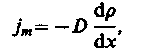 j_m = −D dρ/dx,